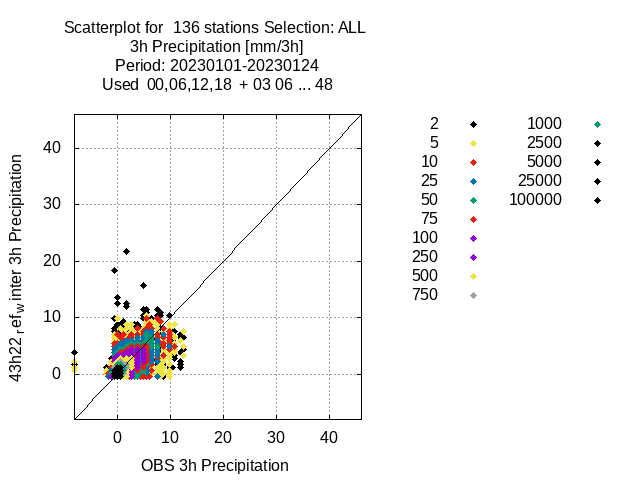 Scatterplot for 136 stations Selection: ALL
3h Precipitation [mm/3h]
Period: 20230101-20230124
Used 00,06,12,18 + 03 06 ... 48
2
5
10
25
50
75
100
250
500
750
1000
2500
5000
25000
100000
43h22ref w inter 3h Precipitation
40
30
20
10
0
0 10 20 30 40
OBS 3h Precipitation